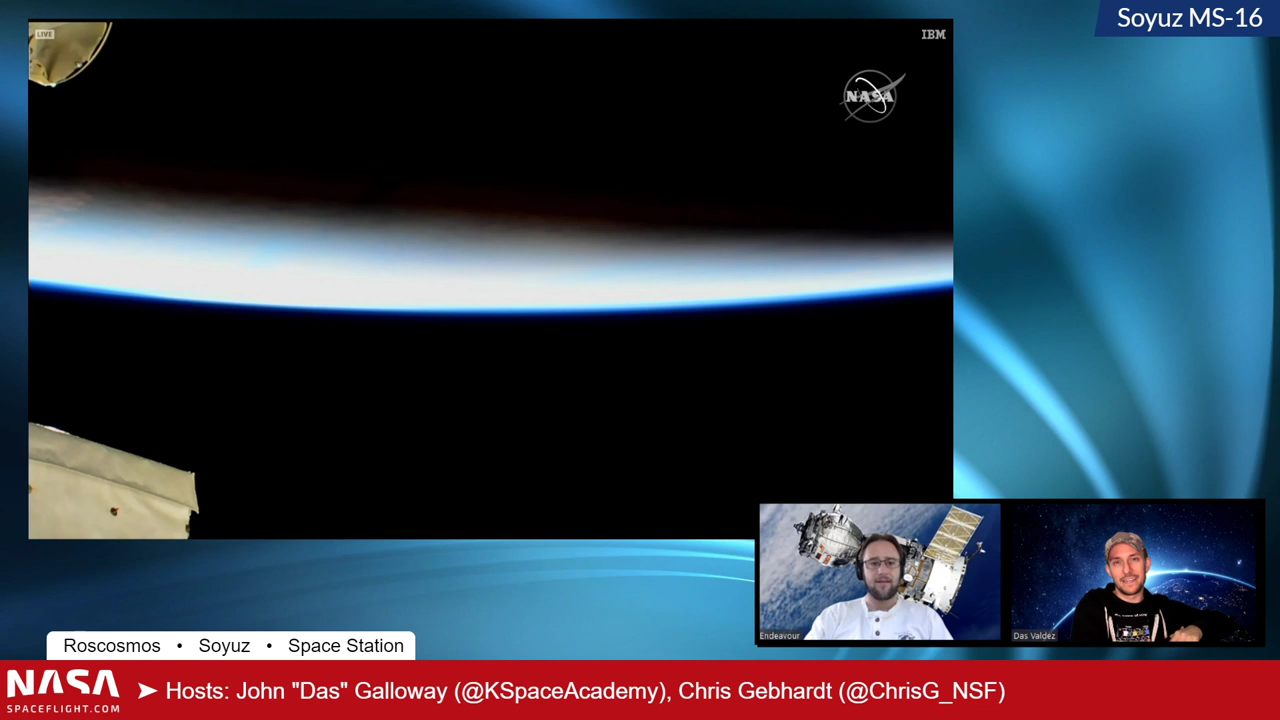 Soyuz MS-16
LIVE
IBM
NASA
Endeavour
Das Valdez
Roscosmos • Soyuz • Space Station
NASA
SPACEFLIGHT.COM
➤ Hosts: John "Das" Galloway (@KSpaceAcademy), Chris Gebhardt (@ChrisG_NSF)